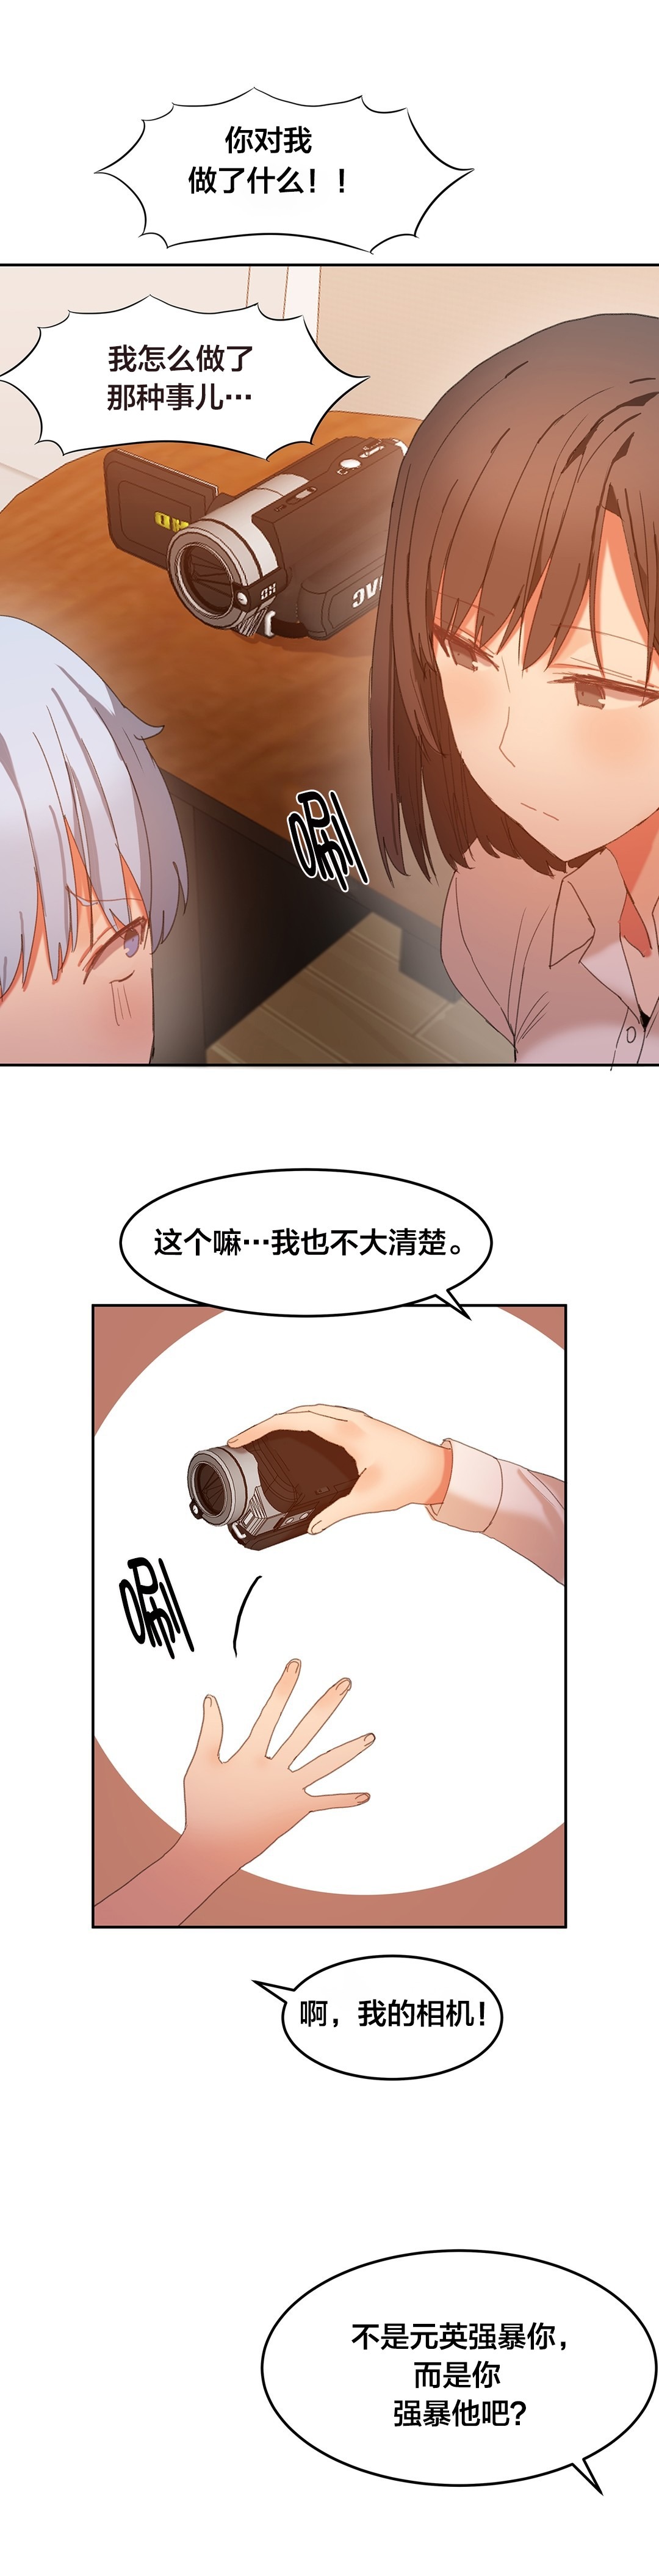 你对我
做了什么！！
我怎么做了
那种事儿…
唰
这个嘛…我也不大清楚。
唰
啊，我的相机！
不是元英强暴你，
而是你
强暴他吧？